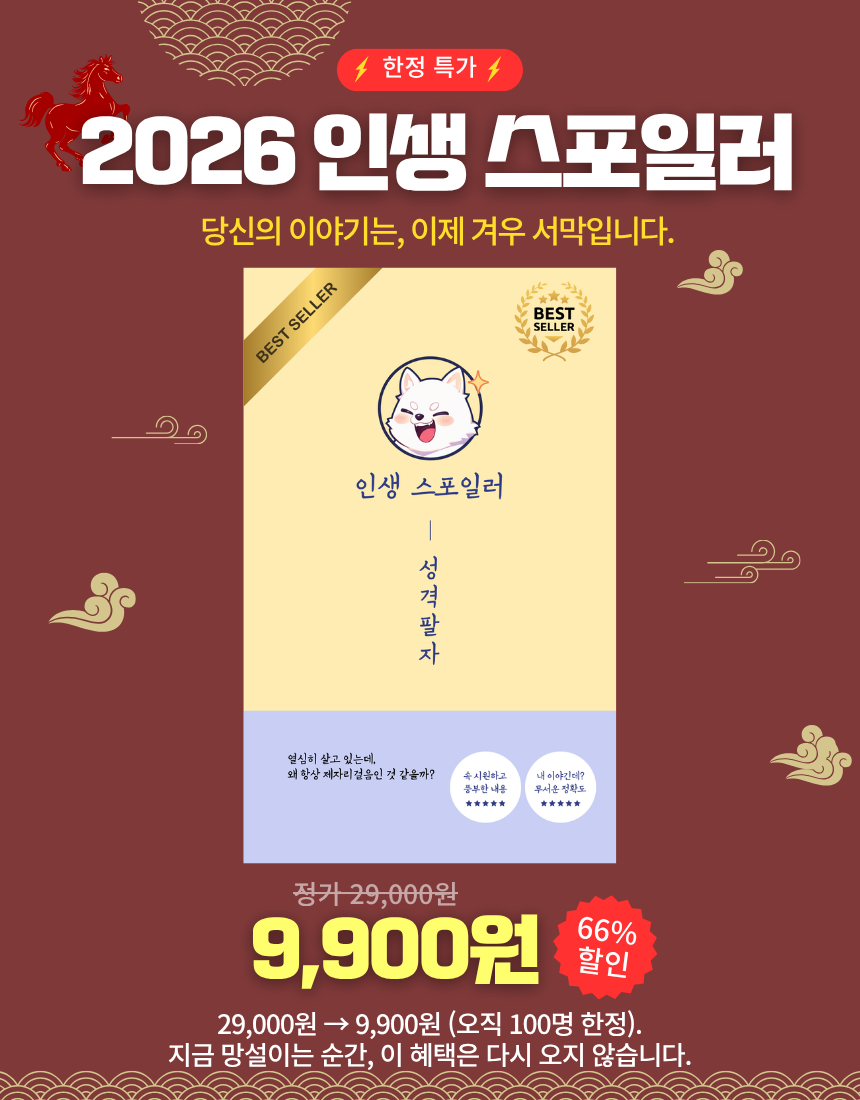 한정 특가
2026 인생 스포일러
당신의 이야기는, 이제 겨우 서막입니다.
BEST SELLER
BEST
SELLER
인생 스포일러
성격팔자
열심히 살고 있는데,
왜 항상 제자리걸음인 것 같을까?
속 시원하고
풍부한 내용
★★★★★
내 이야긴데?
무서운 정확도
★★★★★
정가 29,000원
9,900원
66%
할인
29,000원 → 9,900원 (오직 100명 한정).
지금 망설이는 순간, 이 혜택은 다시 오지 않습니다.